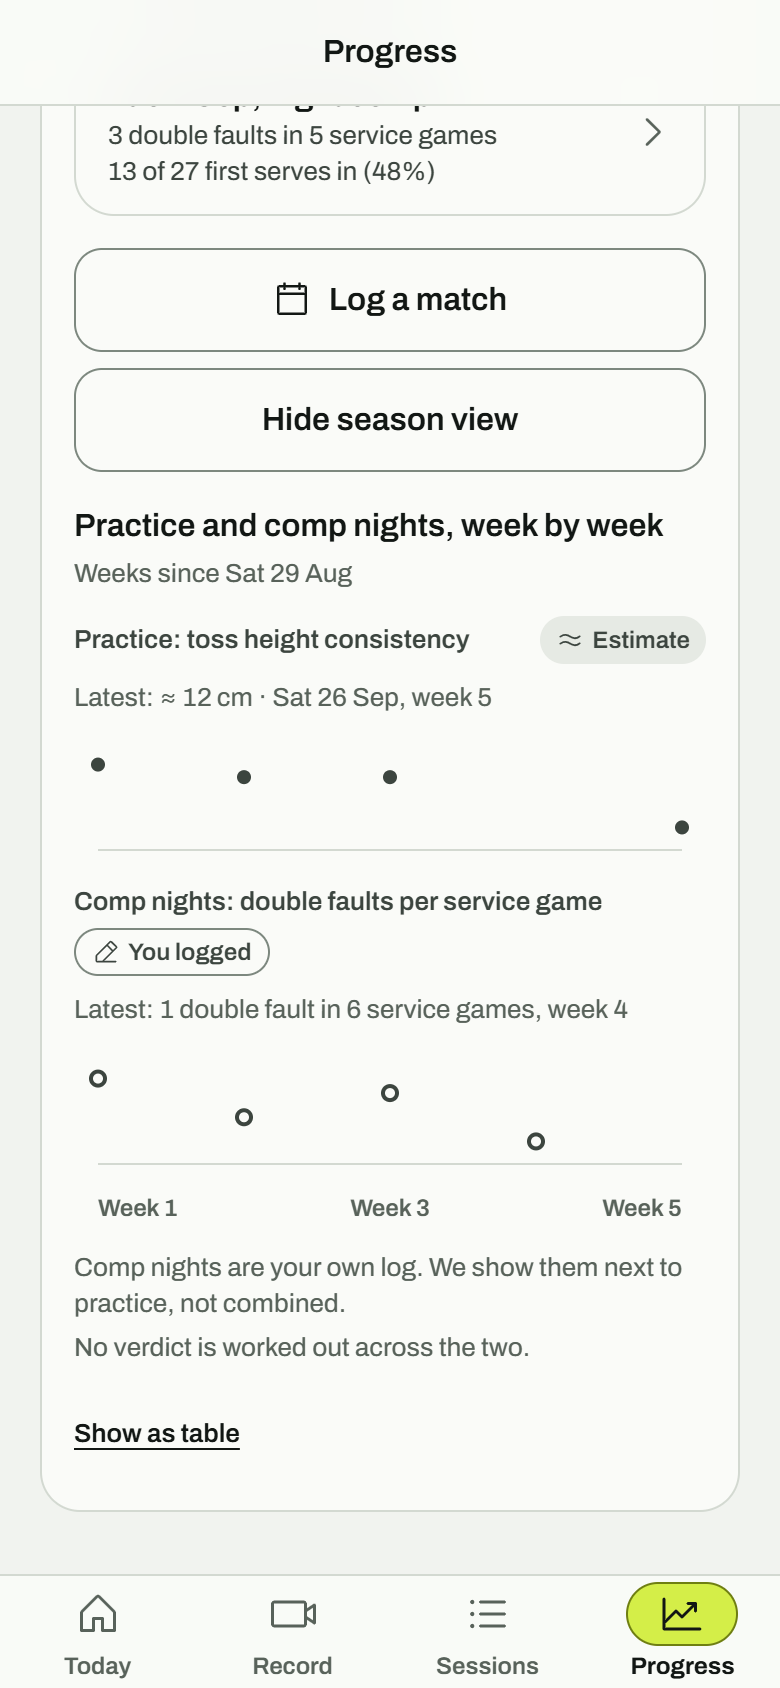 Progress
3 double faults in 5 service games
13 of 27 first serves in (48%)
Log a match
Hide season view
Practice and comp nights, week by week
Weeks since Sat 29 Aug
Practice: toss height consistency
≈ Estimate
Latest: ≈ 12 cm · Sat 26 Sep, week 5
Comp nights: double faults per service game
You logged
Latest: 1 double fault in 6 service games, week 4
Week 1 Week 3 Week 5
Comp nights are your own log. We show them next to
practice, not combined.
No verdict is worked out across the two.
Show as table
Today Record Sessions Progress